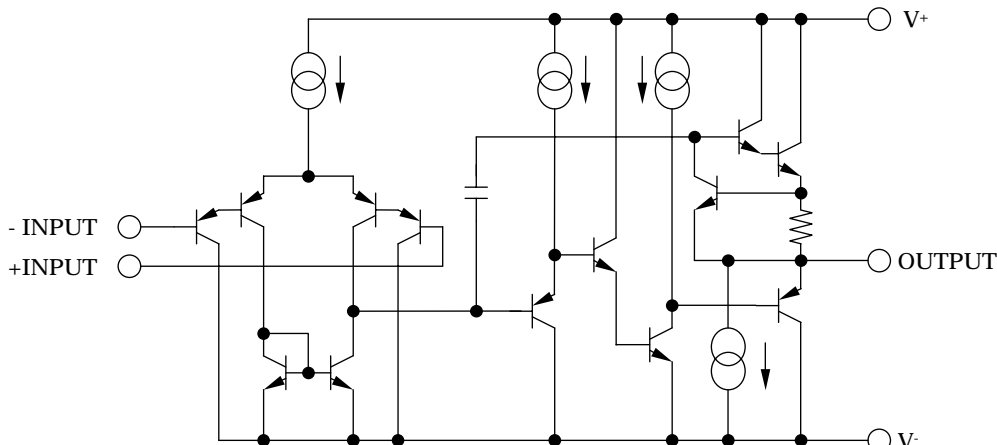 V+
- INPUT
+INPUT
OUTPUT
V-